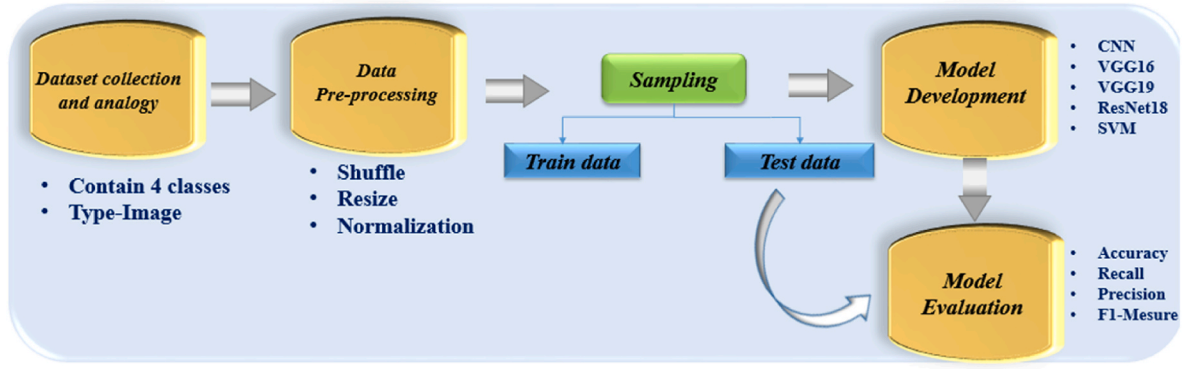 Dataset collection
and analogy
• Contain 4 classes
• Type-Image
Data
Pre-processing
• Shuffle
• Resize
• Normalization
Sampling
Train data
Test data
Model
Development
• CNN
• VGG16
• VGG19
• ResNet18
• SVM
Model
Evaluation
• Accuracy
• Recall
• Precision
• F1-Mesure